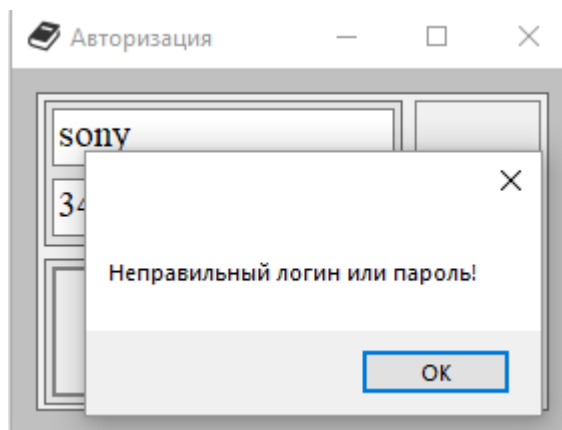 Авторизация
sony
34
Неправильный логин или пароль!
OK